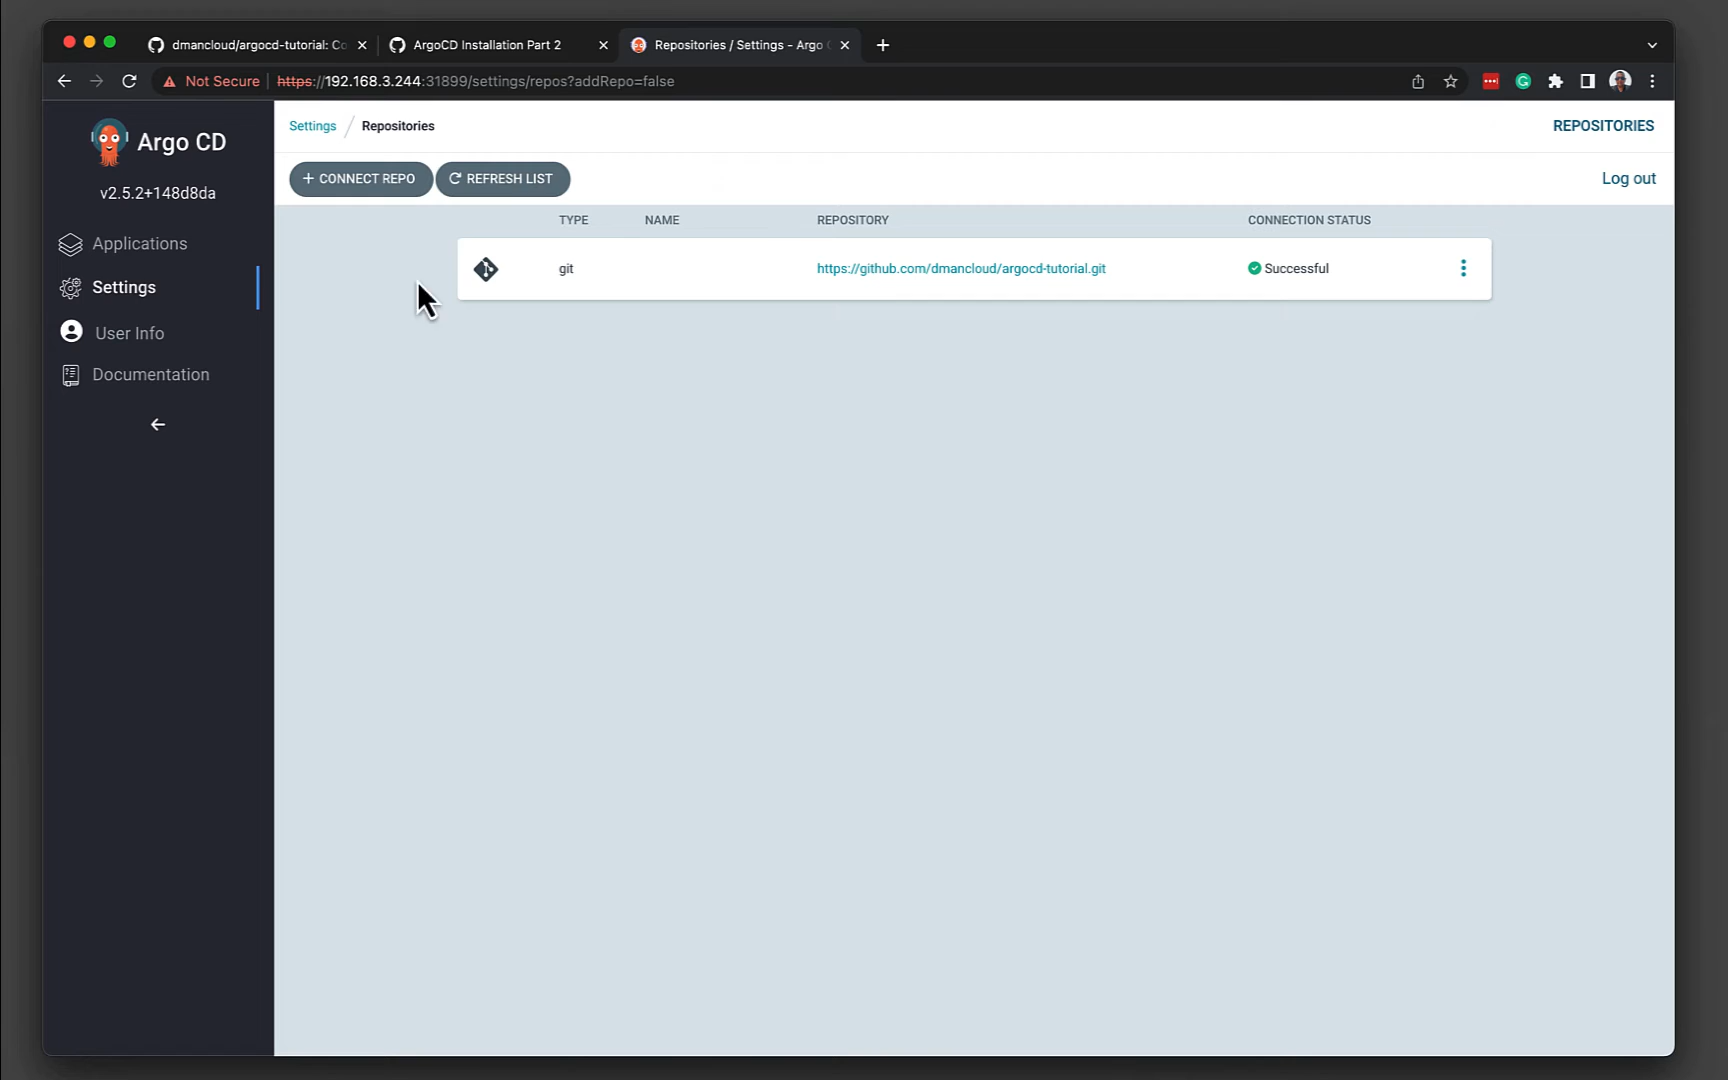 dmancloud/argocd-tutorial: Co
ArgoCD Installation Part 2
Repositories / Settings - Argo C
Not Secure https://192.168.3.244:31899/settings/repos?addRepo=false
Argo CD
v2.5.2+148d8da
Applications
Settings
User Info
Documentation
Settings / Repositories
REPOSITORIES
+ CONNECT REPO
REFRESH LIST
Log out
TYPE NAME REPOSITORY CONNECTION STATUS
git https://github.com/dmancloud/argocd-tutorial.git Successful